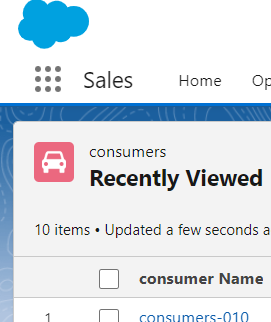 Sales Home Op
consumers
Recently Viewed
10 items • Updated a few seconds a
consumer Name
1 consumers-010